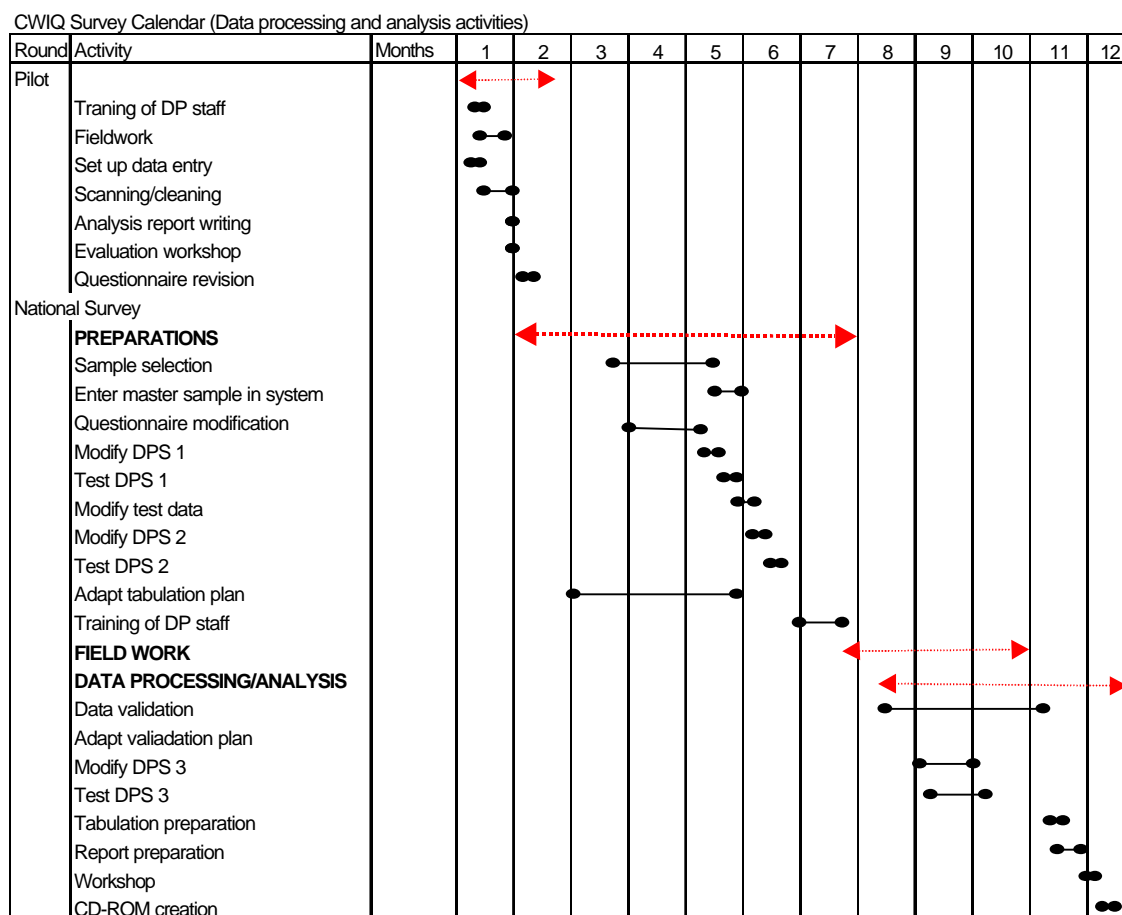 CWIQ Survey Calendar (Data processing and analysis activities)
Round Activity Months 1 2 3 4 5 6 7 8 9 10 11 12
Pilot
Traning of DP staff
Fieldwork
Set up data entry
Scanning/cleaning
Analysis report writing
Evaluation workshop
Questionnaire revision
National Survey
PREPARATIONS
Sample selection
Enter master sample in system
Questionnaire modification
Modify DPS 1
Test DPS 1
Modify test data
Modify DPS 2
Test DPS 2
Adapt tabulation plan
Training of DP staff
FIELD WORK
DATA PROCESSING/ANALYSIS
Data validation
Adapt valiadation plan
Modify DPS 3
Test DPS 3
Tabulation preparation
Report preparation
Workshop
CD-ROM creation